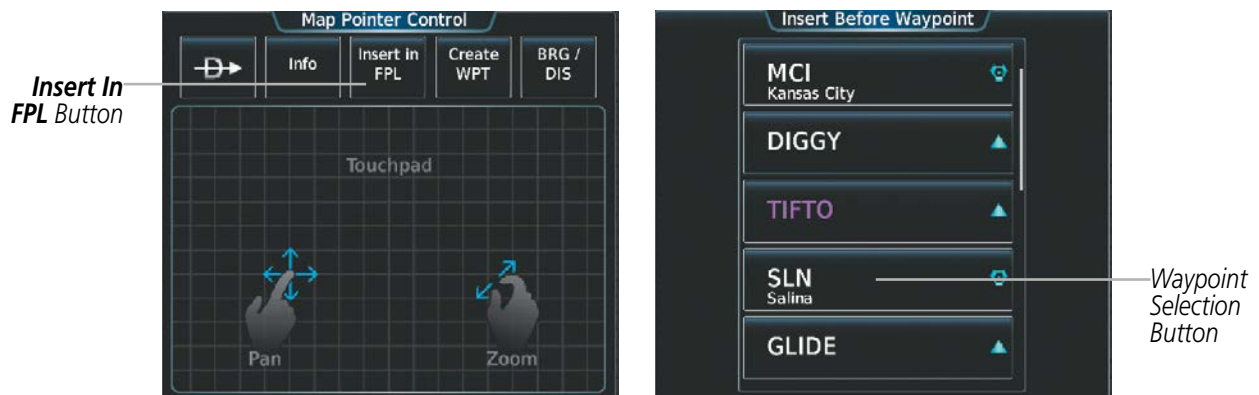 Map Pointer Control
Info
Insert in
FPL
Create
WPT
BRG /
DIS
Insert In
FPL Button
Touchpad
Pan
Zoom
Insert Before Waypoint
MCI
Kansas City
DIGGY
TIFTO
SLN
Salina
GLIDE
Waypoint
Selection
Button